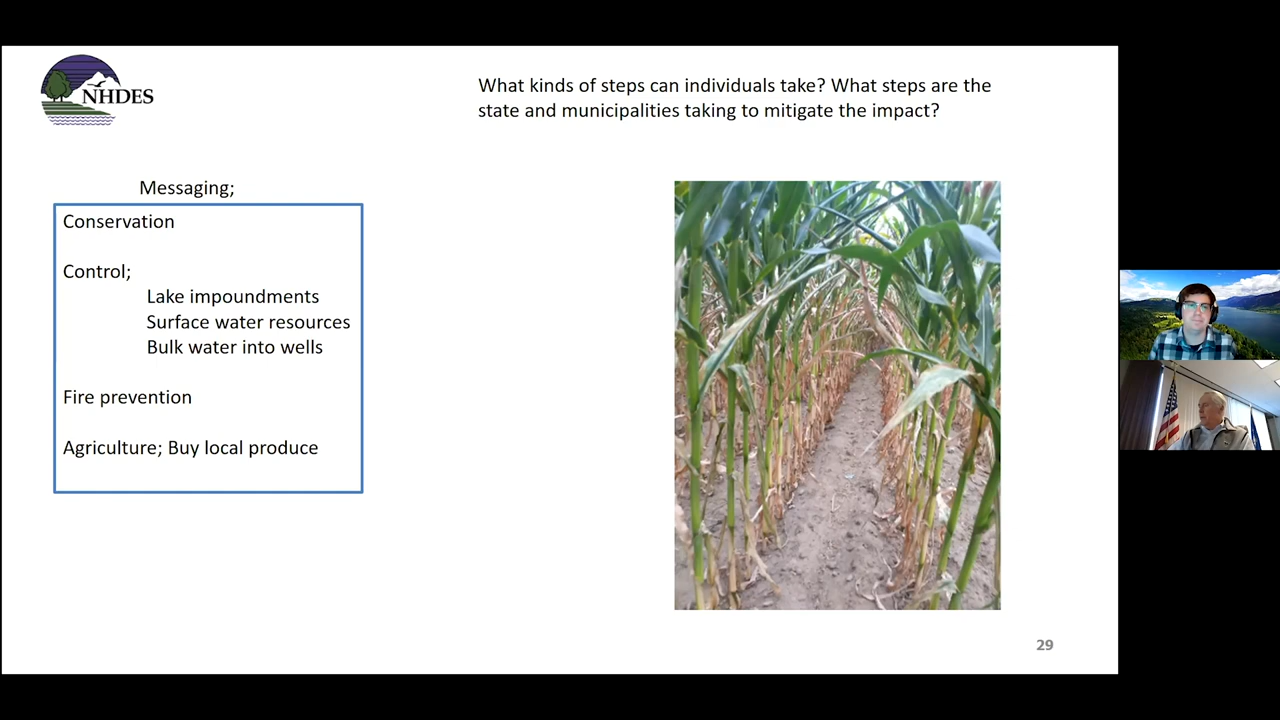 NHDES
What kinds of steps can individuals take? What steps are the
state and municipalities taking to mitigate the impact?
Messaging;
Conservation
Control;
Lake impoundments
Surface water resources
Bulk water into wells
Fire prevention
Agriculture; Buy local produce
29